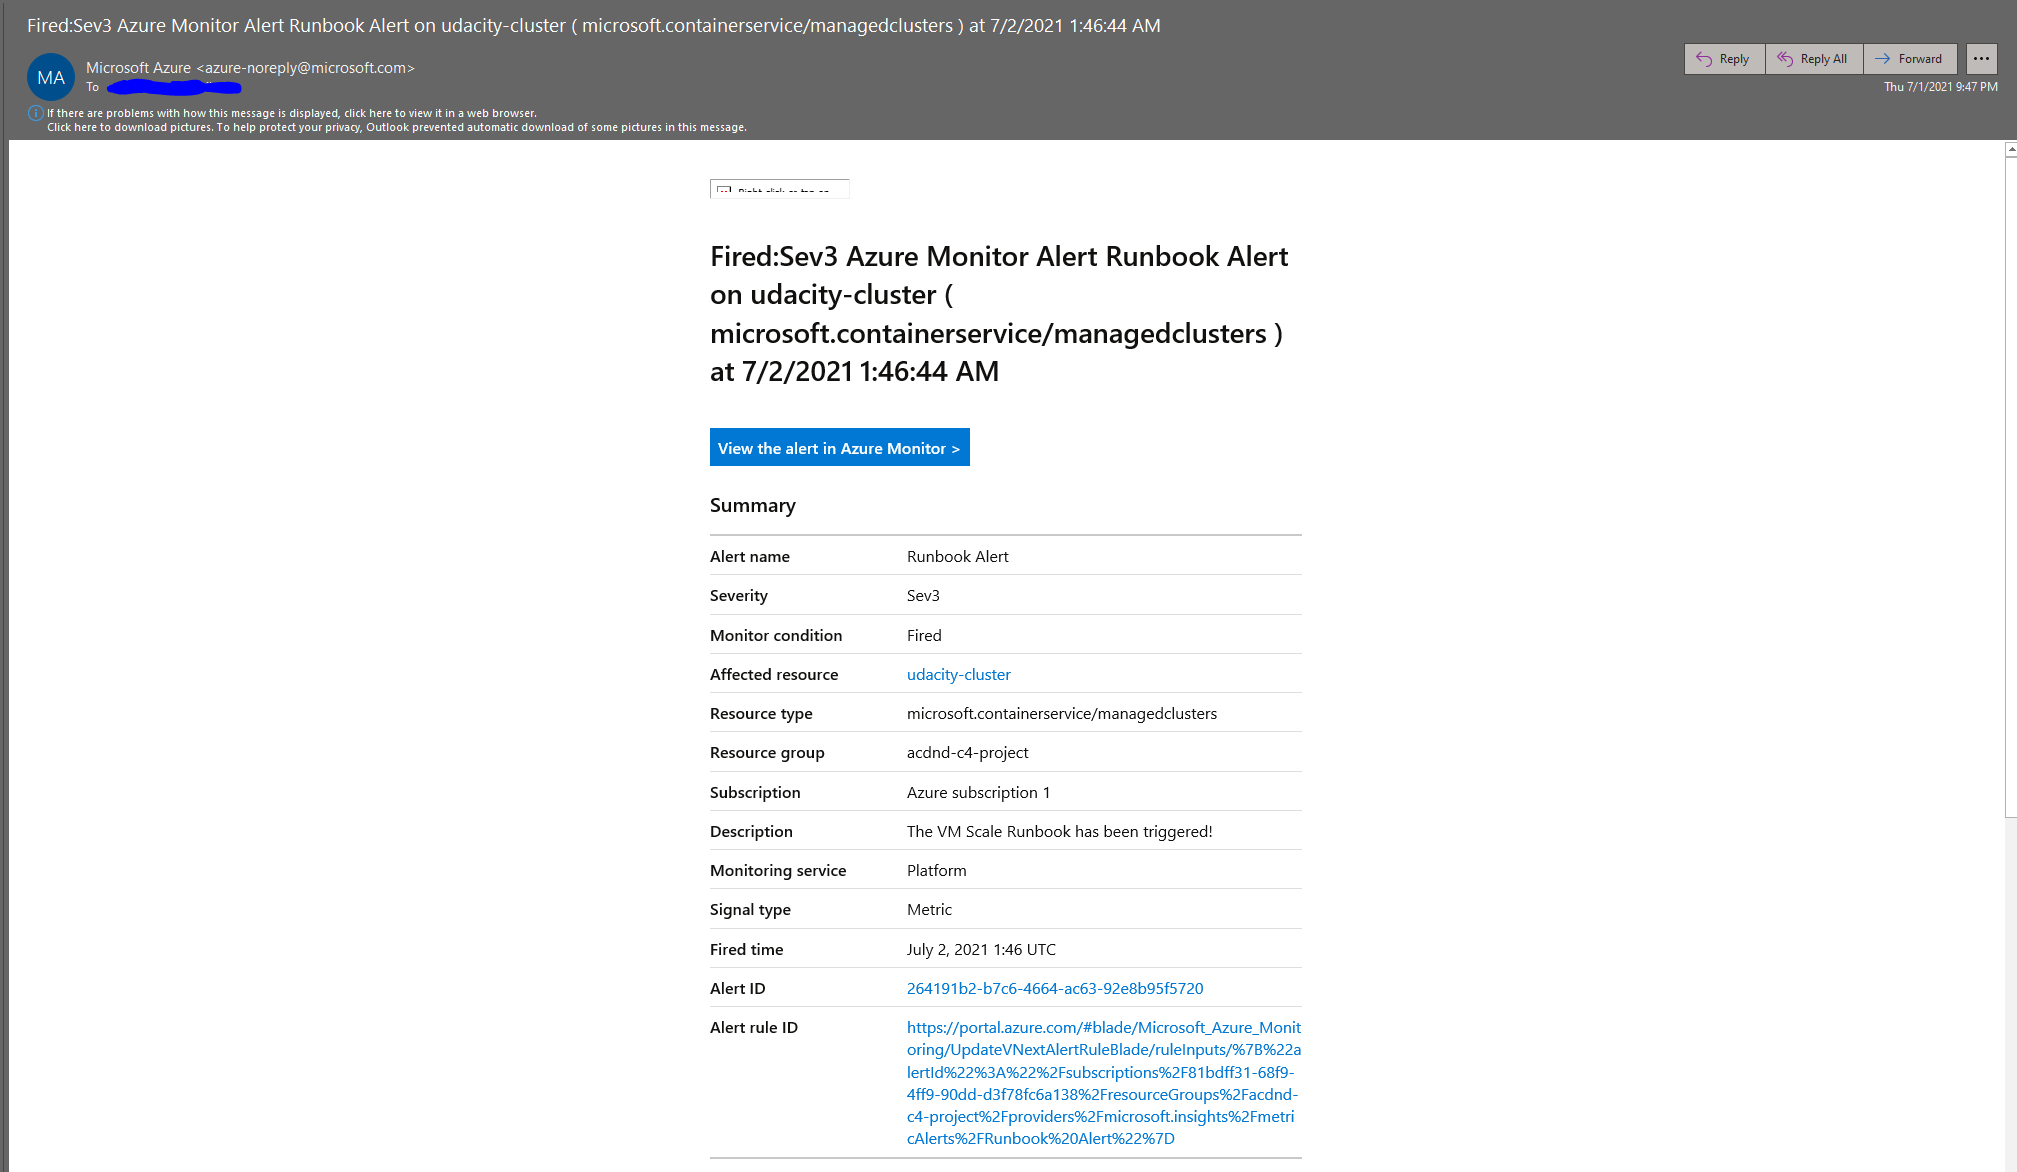 Fired:Sev3 Azure Monitor Alert Runbook Alert on udacity-cluster ( microsoft.containerservice/managedclusters ) at 7/2/2021 1:46:44 AM
MA
Microsoft Azure <azure-noreply@microsoft.com>
To
Reply
Reply All
Forward
Thu 7/1/2021 9:47 PM
If there are problems with how this message is displayed, click here to view it in a web browser.
Click here to download pictures. To help protect your privacy, Outlook prevented automatic download of some pictures in this message.
Fired:Sev3 Azure Monitor Alert Runbook Alert
on udacity-cluster (
microsoft.containerservice/managedclusters )
at 7/2/2021 1:46:44 AM
View the alert in Azure Monitor >
Summary
Alert name Runbook Alert
Severity Sev3
Monitor condition Fired
Affected resource udacity-cluster
Resource type microsoft.containerservice/managedclusters
Resource group acdnd-c4-project
Subscription Azure subscription 1
Description The VM Scale Runbook has been triggered!
Monitoring service Platform
Signal type Metric
Fired time July 2, 2021 1:46 UTC
Alert ID 264191b2-b7c6-4664-ac63-92e8b95f5720
Alert rule ID https://portal.azure.com/#blade/Microsoft_Azure_Monit
oring/UpdateVNextAlertRuleBlade/ruleInputs/%7B%22a
lertId%22%3A%22%2Fsubscriptions%2F81bdff31-68f9-
4ff9-90dd-d3f78fc6a138%2FresourceGroups%2Facdnd-
c4-project%2Fproviders%2Fmicrosoft.insights%2Fmetri
cAlerts%2FRunbook%20Alert%22%7D